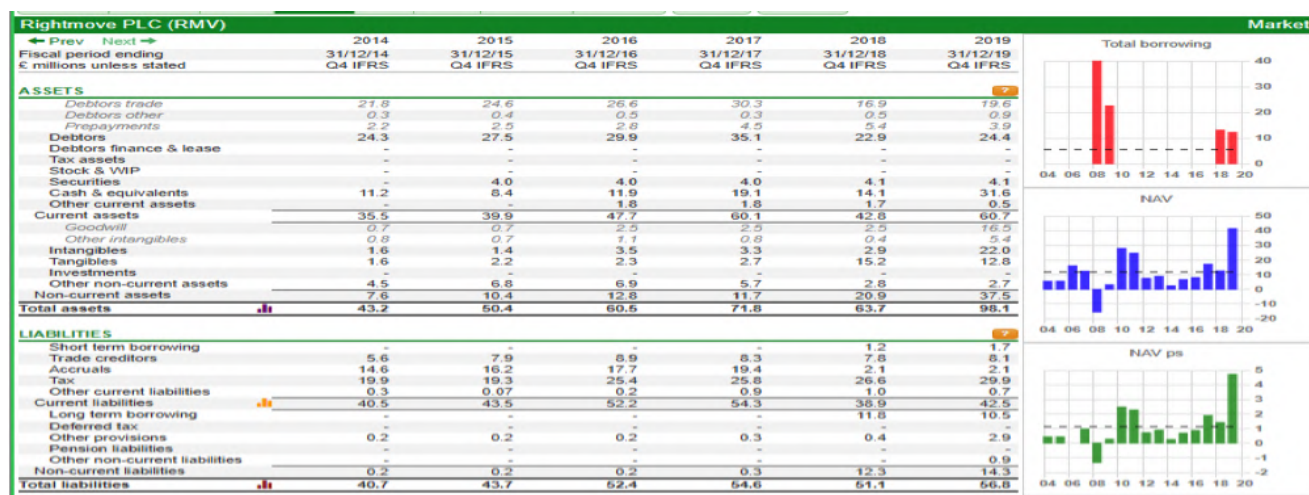 Rightmove PLC (RMV) Market
← Prev Next → 2014 2015 2016 2017 2018 2019
Fiscal period ending 31/12/14 31/12/15 31/12/16 31/12/17 31/12/18 31/12/19
£ millions unless stated Q4 IFRS Q4 IFRS Q4 IFRS Q4 IFRS Q4 IFRS Q4 IFRS
ASSETS ?
Debtors trade 21.8 24.6 26.6 30.3 16.9 19.6
Debtors other 0.3 0.4 0.5 0.3 0.5 0.9
Prepayments 2.2 2.5 2.8 4.5 5.4 3.9
Debtors 24.3 27.5 29.9 35.1 22.9 24.4
Debtors finance & lease - - - - - -
Tax assets - - - - - -
Stock & WIP - - - - - -
Securities - 4.0 4.0 4.0 4.1 4.1
Cash & equivalents 11.2 8.4 11.9 19.1 14.1 31.6
Other current assets - - 1.8 1.8 1.7 0.5
Current assets 35.5 39.9 47.7 60.1 42.8 60.7
Goodwill 0.7 0.7 2.5 2.5 2.5 16.5
Other intangibles 0.8 0.7 1.1 0.8 0.4 5.4
Intangibles 1.6 1.4 3.5 3.3 2.9 22.0
Tangibles 1.6 2.2 2.3 2.7 15.2 12.8
Investments - - - - - -
Other non-current assets 4.5 6.8 6.9 5.7 2.8 2.7
Non-current assets 7.6 10.4 12.8 11.7 20.9 37.5
Total assets 43.2 50.4 60.5 71.8 63.7 98.1
LIABILITIES ?
Short term borrowing - - - - 1.2 1.7
Trade creditors 5.6 7.9 8.9 8.3 7.8 8.1
Accruals 14.6 16.2 17.7 19.4 2.1 2.1
Tax 19.9 19.3 25.4 25.8 26.6 29.9
Other current liabilities 0.3 0.07 0.2 0.9 1.0 0.7
Current liabilities 40.5 43.5 52.2 54.3 38.9 42.5
Long term borrowing - - - - 11.8 10.5
Deferred tax - - - - - -
Other provisions 0.2 0.2 0.2 0.3 0.4 2.9
Pension liabilities - - - - - -
Other non-current liabilities - - - - - 0.9
Non-current liabilities 0.2 0.2 0.2 0.3 12.3 14.3
Total liabilities 40.7 43.7 52.4 54.6 51.1 56.8
Total borrowing
40
30
20
10
0
04 06 08 10 12 14 16 18 20
NAV
50
40
30
20
10
0
-10
-20
04 06 08 10 12 14 16 18 20
NAV ps
5
4
3
2
1
0
-1
-2
04 06 08 10 12 14 16 18 20